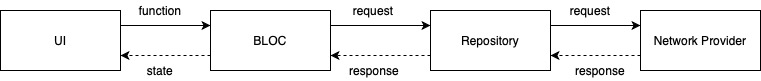 function
request
request
UI
BLOC
Repository
Network Provider
state
response
response